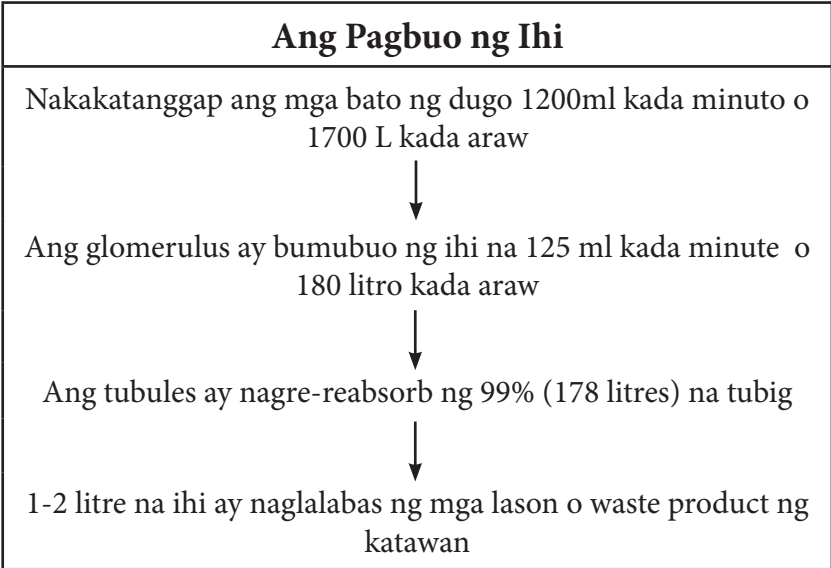 Ang Pagbuo ng Ihi
Nakakatanggap ang mga bato ng dugo 1200ml kada minuto o
1700 L kada araw
Ang glomerulus ay bumubuo ng ihi na 125 ml kada minute o
180 litro kada araw
Ang tubules ay nagre-reabsorb ng 99% (178 litres) na tubig
1-2 litre na ihi ay naglalabas ng mga lason o waste product ng
katawan